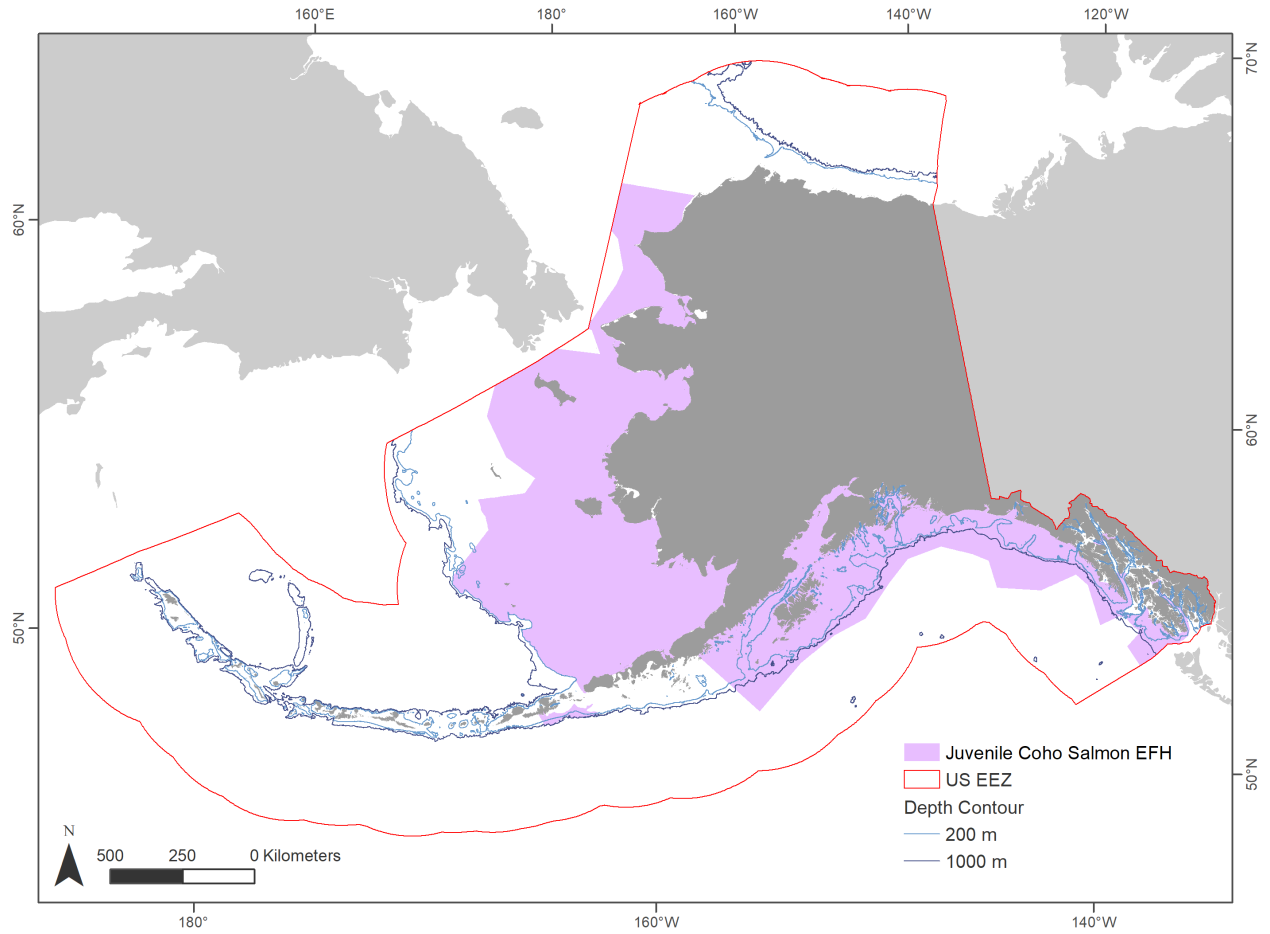 160°E 180° 160°W 140°W 120°W
70°N
60°N
60°N
50°N
50°N
Juvenile Coho Salmon EFH
US EEZ
Depth Contour
200 m
1000 m
N
500 250 0 Kilometers
180° 160°W 140°W